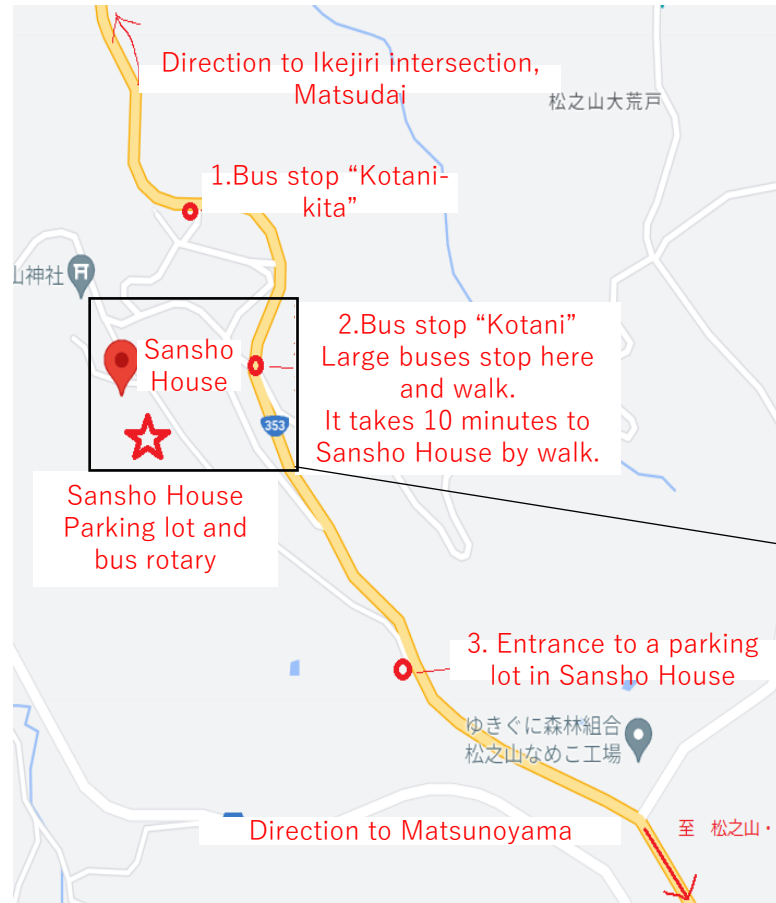 Direction to Ikejiri intersection,
Matsudai
松之山大荒戸
1.Bus stop “Kotani-
kita”
山神社
Sansho
House
2.Bus stop “Kotani”
Large buses stop here
and walk.
It takes 10 minutes to
Sansho House by walk.
353
Sansho House
Parking lot and
bus rotary
3. Entrance to a parking
lot in Sansho House
ゆきぐに森林組合
松之山なめこ工場
Direction to Matsunoyama
至 松之山・